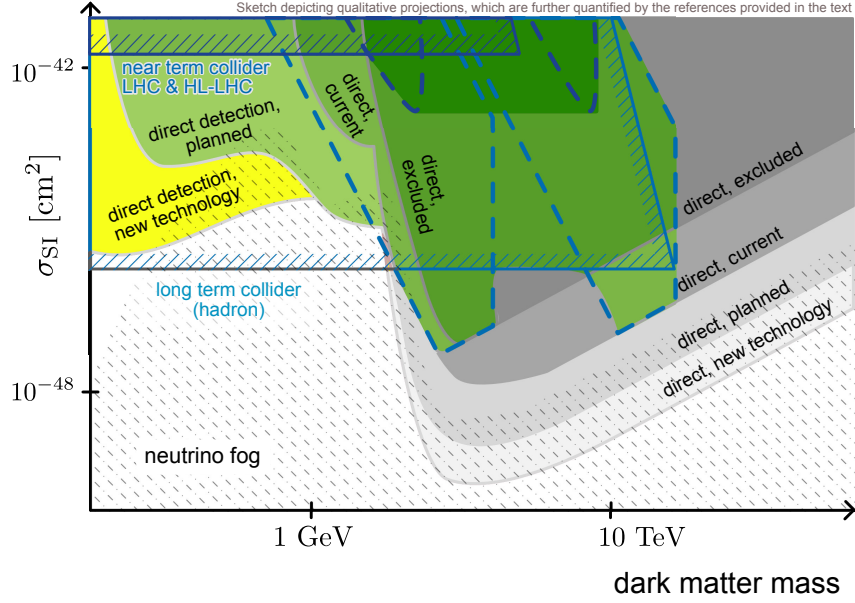 Sketch depicting qualitative projections, which are further quantified by the references provided in the text
10⁻⁴²
near term collider
LHC & HL-LHC
direct detection,
planned
direct,
current
direct,
excluded
direct detection,
new technology
σSI [cm²]
long term collider
(hadron)
direct, excluded
direct, current
direct, planned
direct, new technology
10⁻⁴⁸
neutrino fog
1 GeV
10 TeV
dark matter mass